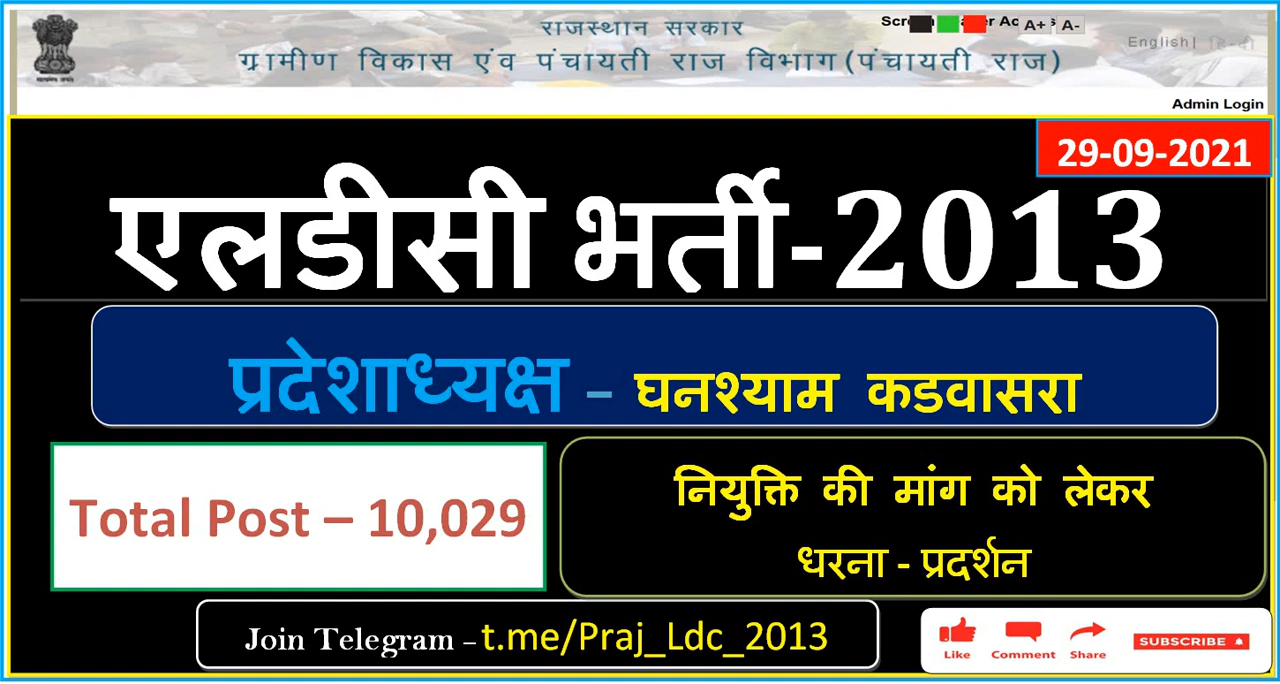 राजस्थान सरकार
A+ A-
English|
ग्रामीण विकास एंव पंचायती राज विभाग(पंचायती राज)
Admin Login
29-09-2021
एलडीसी भर्ती-2013
प्रदेशाध्यक्ष – घनश्याम कडवासरा
Total Post – 10,029
नियुक्ति की मांग को लेकर
धरना - प्रदर्शन
Join Telegram – t.me/Praj_Ldc_2013
Like Comment Share
SUBSCRIBE